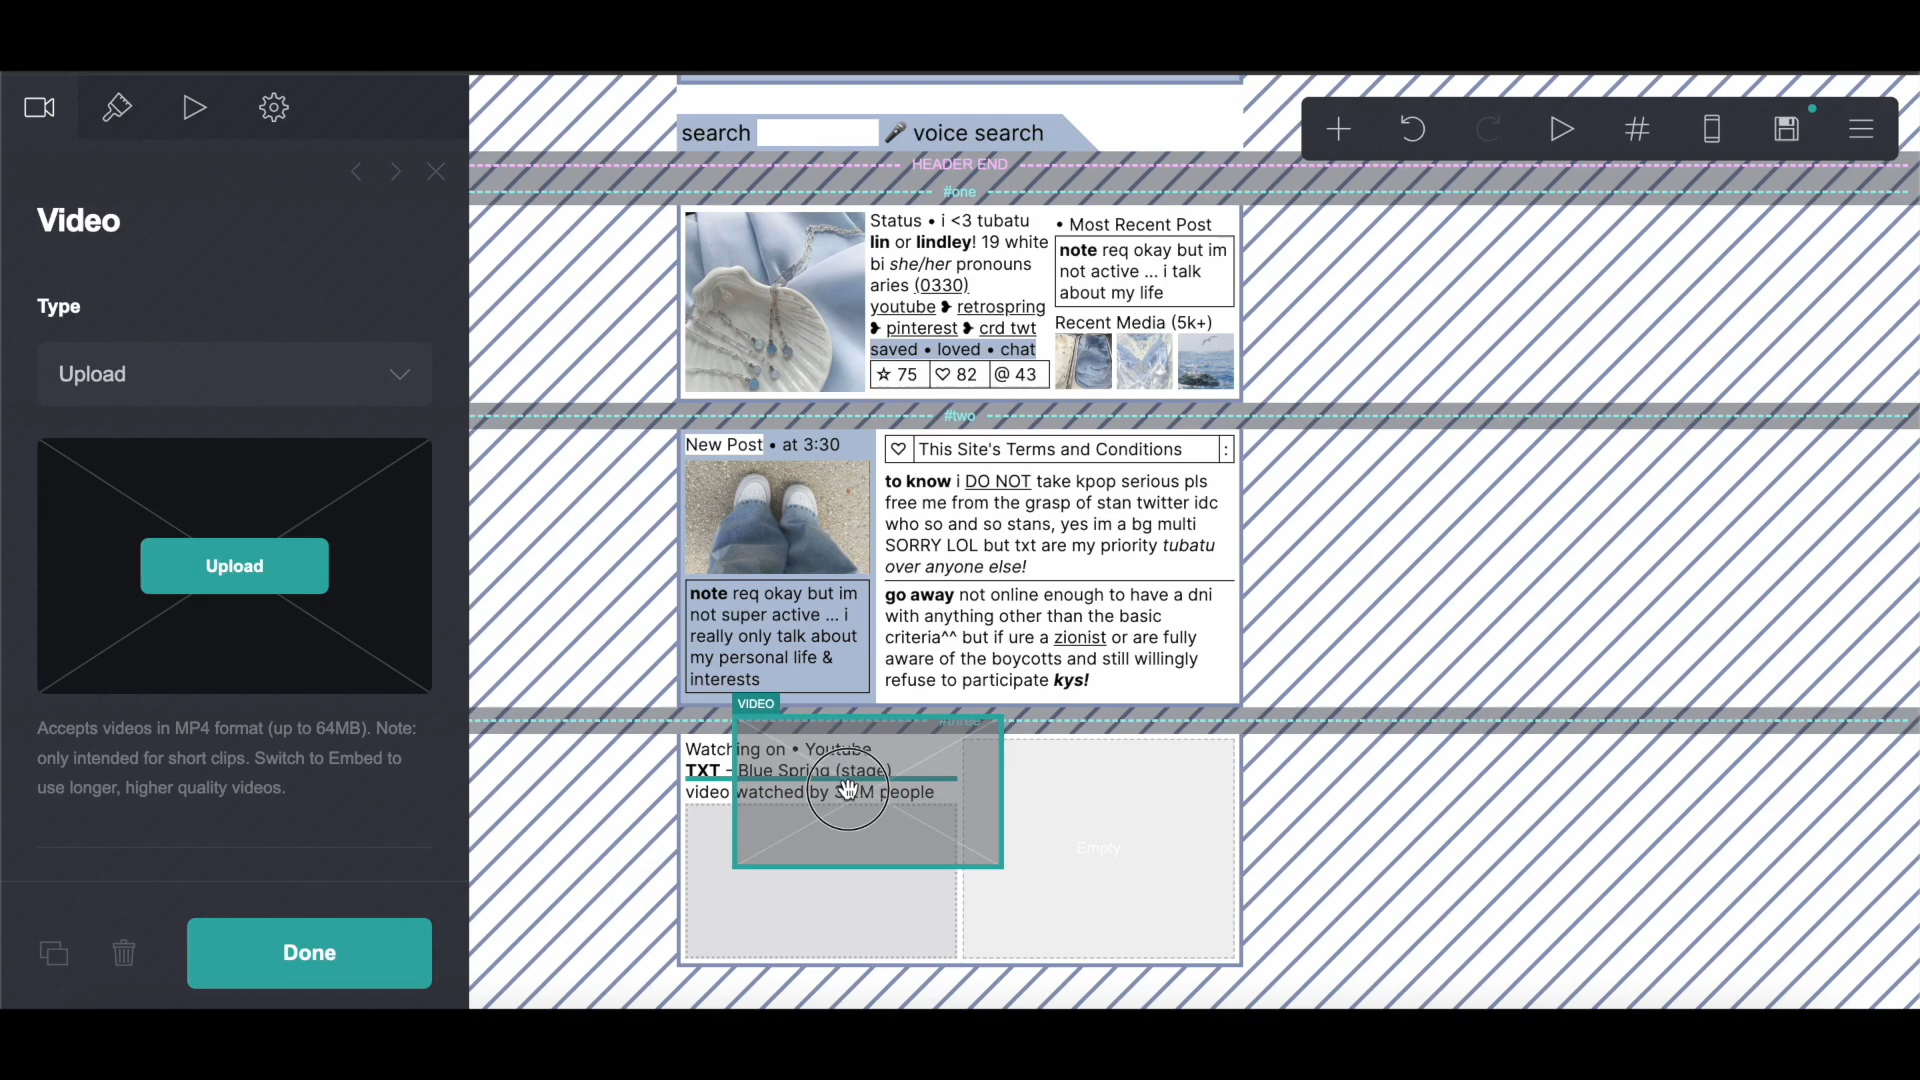 Video
Type
Upload
Upload
Accepts videos in MP4 format (up to 64MB). Note:
only intended for short clips. Switch to Embed to
use longer, higher quality videos.
Done
search
🎤 voice search
HEADER END
#one
Status • i <3 tubatu
lin or lindley! 19 white
bi she/her pronouns
aries (0330)
youtube ❥ retrospring
❥ pinterest ❥ crd twt
saved • loved • chat
☆ 75 ♡ 82 @ 43
• Most Recent Post
note req okay but im
not active ... i talk
about my life
Recent Media (5k+)
#two
New Post • at 3:30
note req okay but im
not super active ... i
really only talk about
my personal life &
interests
♡ This Site's Terms and Conditions :
to know i DO NOT take kpop serious pls
free me from the grasp of stan twitter idc
who so and so stans, yes im a bg multi
SORRY LOL but txt are my priority tubatu
over anyone else!
go away not online enough to have a dni
with anything other than the basic
criteria^^ but if ure a zionist or are fully
aware of the boycotts and still willingly
refuse to participate kys!
VIDEO
#three
Watching on • Youtube
TXT - Blue Spring (stage)
video watched by people
Empty